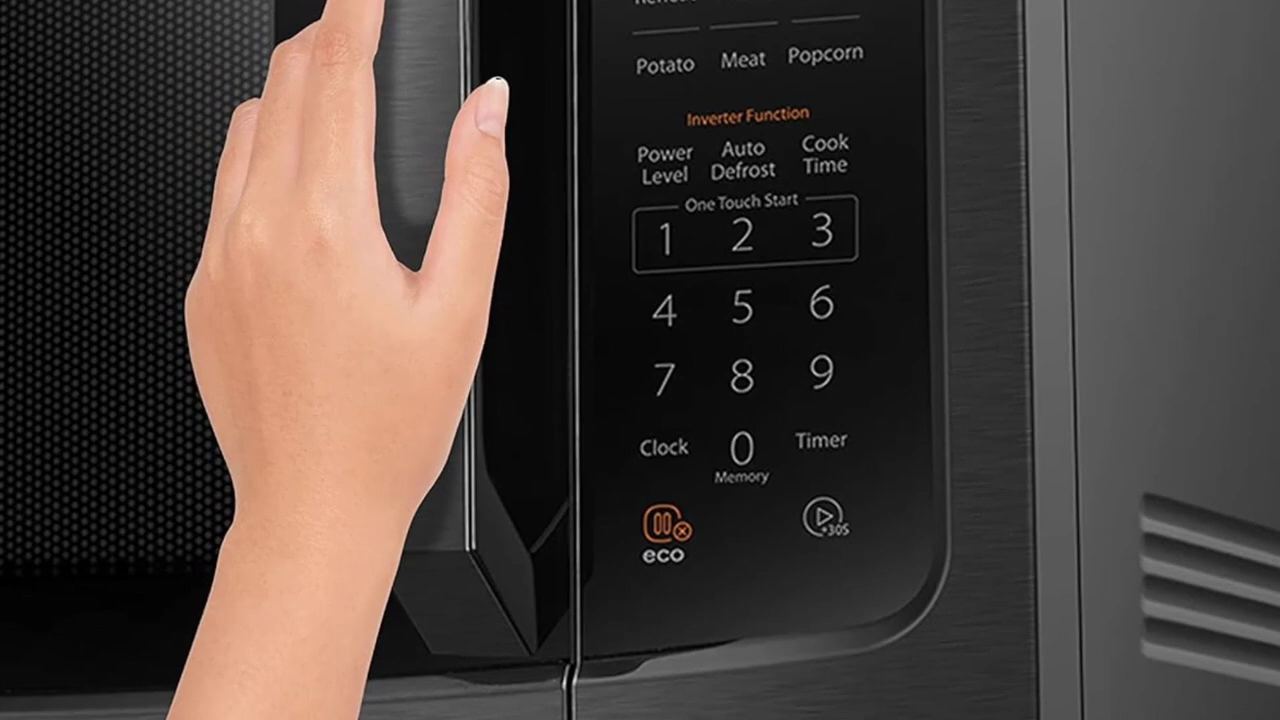 Potato Meat Popcorn
Inverter Function
Power Level Auto Defrost Cook Time
One Touch Start
1 2 3
4 5 6
7 8 9
Clock 0 Timer
Memory
+30S
eco